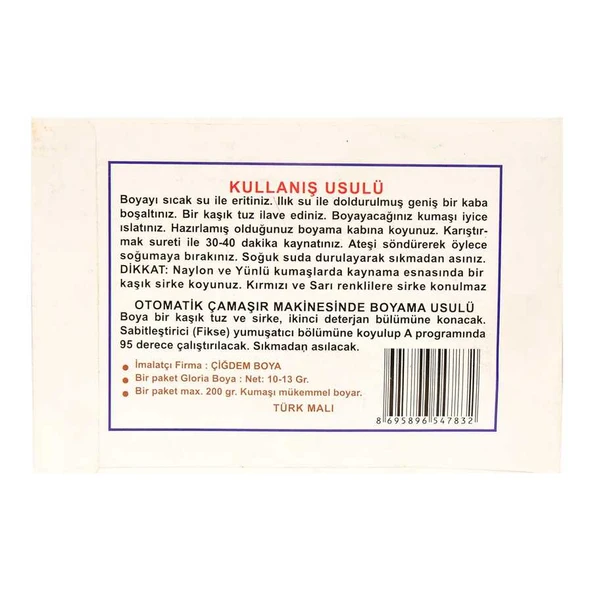 KULLANIŞ USULÜ
Boyayı sıcak su ile eritiniz. Ilık su ile doldurulmuş geniş bir kaba
boşaltınız. Bir kaşık tuz ilave ediniz. Boyayacağınız kumaşı iyice
ıslatınız. Hazırlamış olduğunuz boyama kabına koyunuz. Karıştır-
mak sureti ile 30-40 dakika kaynatınız. Ateşi söndürerek öylece
soğumaya bırakınız. Soğuk suda durulayarak sıkmadan asınız.
DİKKAT: Naylon ve Yünlü kumaşlarda kaynama esnasında bir
kaşık sirke koyunuz. Kırmızı ve Sarı renklilere sirke konulmaz
OTOMATİK ÇAMAŞIR MAKİNESİNDE BOYAMA USULÜ
Boya bir kaşık tuz ve sirke, ikinci deterjan bülümüne konacak.
Sabitleştirici (Fikse) yumuşatıcı bölümüne koyulup A programında
95 derece çalıştırılacak. Sıkmadan asılacak.
• İmalatçı Firma : ÇİĞDEM BOYA
• Bir paket Gloria Boya : Net: 10-13 Gr.
• Bir paket max. 200 gr. Kumaşı mükemmel boyar.
TÜRK MALI
8 695896 547832